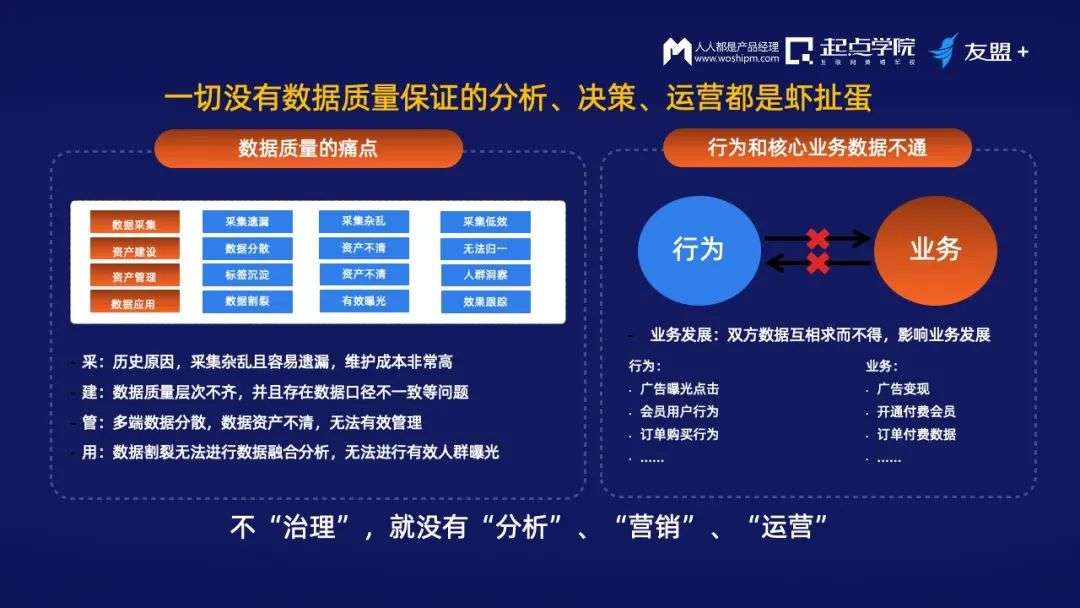 人人都是产品经理
www.woshipm.com
起点学院
互联网黄埔军校
友盟+
一切没有数据质量保证的分析、决策、运营都是虾扯蛋
数据质量的痛点
数据采集 采集遗漏 采集杂乱 采集低效
资产建设 数据分散 资产不清 无法归一
资产管理 标签沉淀 资产不清 人群洞察
数据应用 数据割裂 有效曝光 效果跟踪
- 采：历史原因，采集杂乱且容易遗漏，维护成本非常高
- 建：数据质量层次不齐，并且存在数据口径不一致等问题
- 管：多端数据分散，数据资产不清，无法有效管理
- 用：数据割裂无法进行数据融合分析，无法进行有效人群曝光
行为和核心业务数据不通
行为
业务
- 业务发展：双方数据互相求而不得，影响业务发展
行为：
· 广告曝光点击
· 会员用户行为
· 订单购买行为
· ......
业务：
· 广告变现
· 开通付费会员
· 订单付费数据
· ......
不“治理”，就没有“分析”、“营销”、“运营”